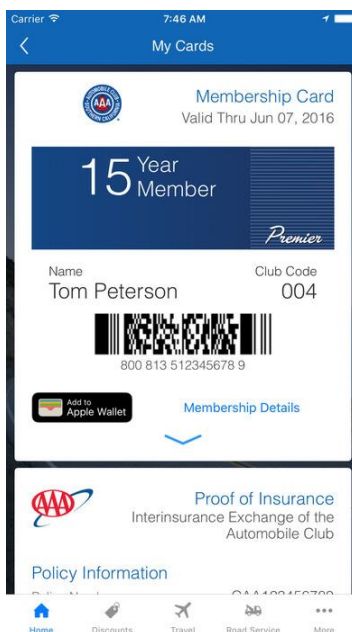 Carrier 7:46 AM
My Cards
AAA
Membership Card
Valid Thru Jun 07, 2016
15 Year
Member
Premier
Name Club Code
Tom Peterson 004
800 813 512345678 9
Add to
Apple Wallet
Membership Details
AAA
Proof of Insurance
Interinsurance Exchange of the
Automobile Club
Policy Information
Home Discounts Travel Road Service More